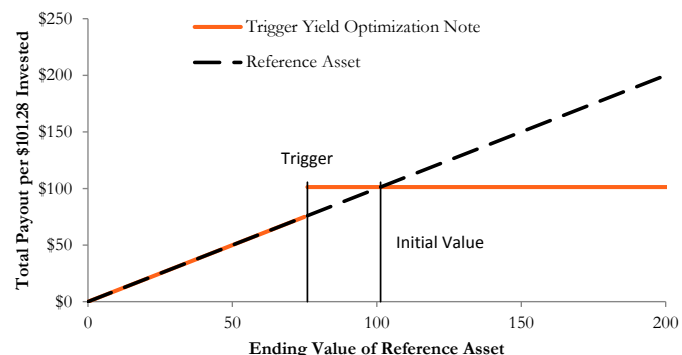 $250
$200
$150
$100
$50
$0
Total Payout per $101.28 Invested
Trigger Yield Optimization Note
Reference Asset
Trigger
Initial Value
0
50
100
150
200
Ending Value of Reference Asset